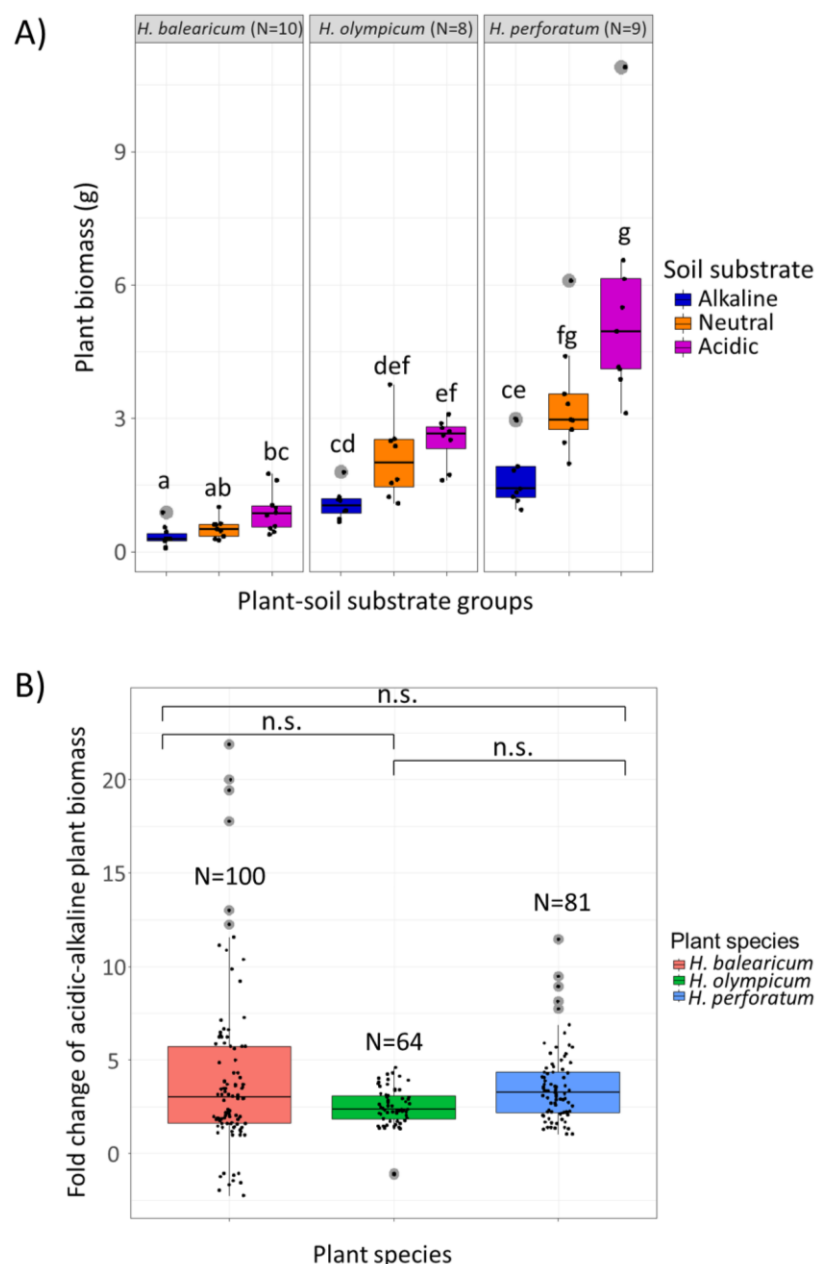 A)
H. balearicum (N=10) H. olympicum (N=8) H. perforatum (N=9)
Plant biomass (g)
9
6
3
0
a ab bc cd def ef ce fg g
Soil substrate
Alkaline
Neutral
Acidic
Plant-soil substrate groups
B)
n.s.
n.s.
n.s.
Fold change of acidic-alkaline plant biomass
20
15
10
5
0
N=100
N=64
N=81
Plant species
H. balearicum
H. olympicum
H. perforatum
Plant species